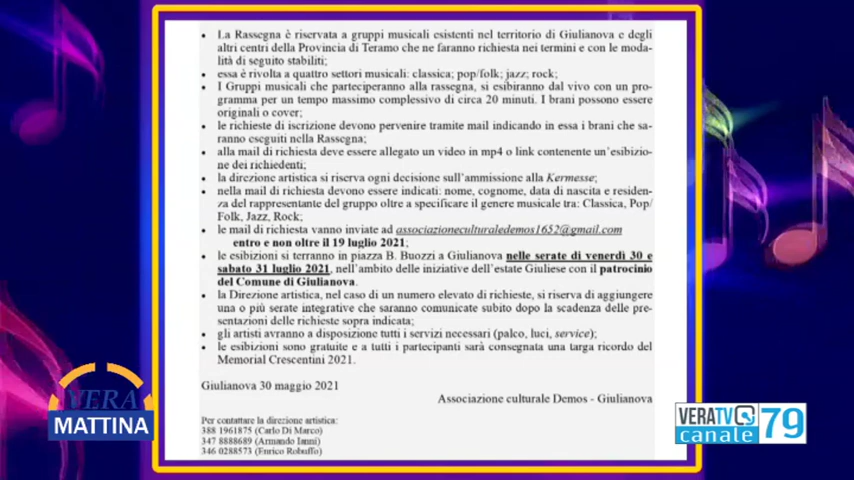 • La Rassegna è riservata a gruppi musicali esistenti nel territorio di Giulianova e degli
altri centri della Provincia di Teramo che ne faranno richiesta nei termini e con le moda-
lità di seguito stabiliti;
• essa è rivolta a quattro settori musicali: classica; pop/folk; jazz; rock;
• I Gruppi musicali che parteciperanno alla rassegna, si esibiranno dal vivo con un pro-
gramma per un tempo massimo complessivo di circa 20 minuti. I brani possono essere
originali o cover;
• le richieste di iscrizione devono pervenire tramite mail indicando in essa i brani che sa-
ranno eseguiti nella Rassegna;
• alla mail di richiesta deve essere allegato un video in mp4 o link contenente un'esibizio-
ne dei richiedenti;
• la direzione artistica si riserva ogni decisione sull'ammissione alla Kermesse;
• nella mail di richiesta devono essere indicati: nome, cognome, data di nascita e residen-
za del rappresentante del gruppo oltre a specificare il genere musicale tra: Classica, Pop/
Folk, Jazz, Rock;
• le mail di richiesta vanno inviate ad associazioneculturaledemos1652@gmail.com
entro e non oltre il 19 luglio 2021;
• le esibizioni si terranno in piazza B. Buozzi a Giulianova nelle serate di venerdì 30 e
sabato 31 luglio 2021, nell'ambito delle iniziative dell'estate Giuliese con il patrocinio
del Comune di Giulianova.
• la Direzione artistica, nel caso di un numero elevato di richieste, si riserva di aggiungere
una o più serate integrative che saranno comunicate subito dopo la scadenza delle pre-
sentazioni delle richieste sopra indicata;
• gli artisti avranno a disposizione tutti i servizi necessari (palco, luci, service);
• le esibizioni sono gratuite e a tutti i partecipanti sarà consegnata una targa ricordo del
Memorial Crescentini 2021.
Giulianova 30 maggio 2021
Associazione culturale Demos - Giulianova
Per contattare la direzione artistica:
388 1961875 (Carlo Di Marco)
347 8888689 (Armando Ianni)
346 0288573 (Enrico Robuffo)
VERA
MATTINA
VERATV
canale 79